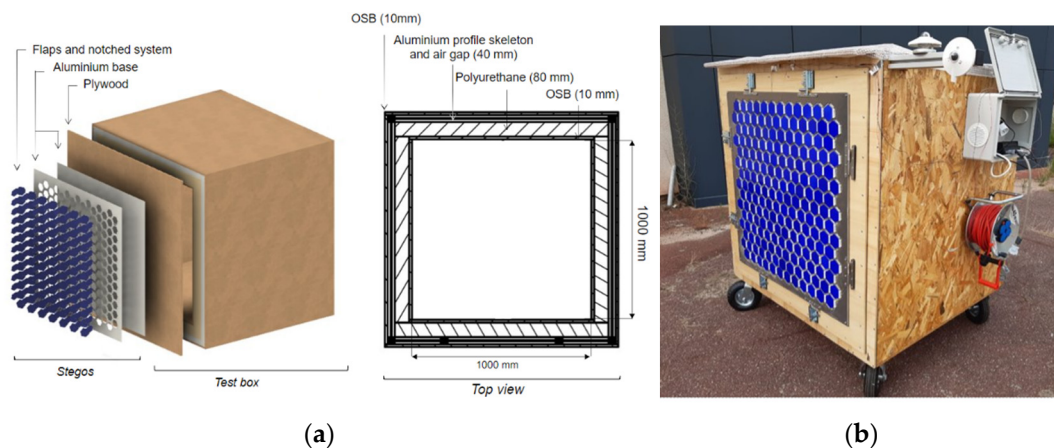 OSB (10mm)
Flaps and notched system
Aluminium base
Plywood
Aluminium profile skeleton
and air gap (40 mm)
Polyurethane (80 mm)
OSB (10 mm)
1000 mm
1000 mm
Stegos
Test box
Top view
(a)
(b)